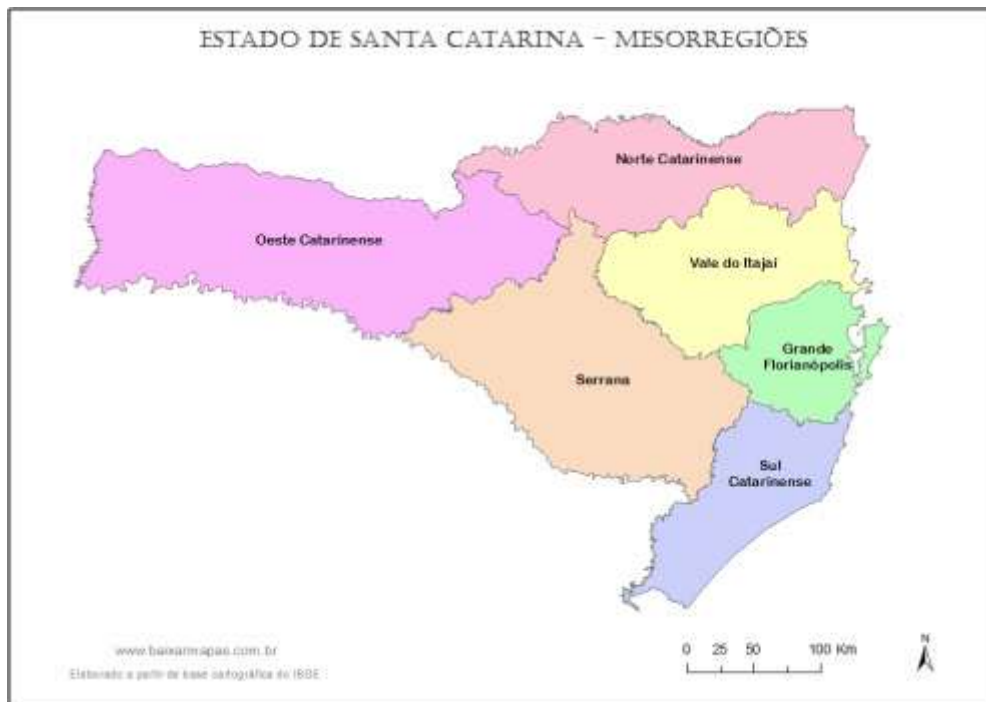 ESTADO DE SANTA CATARINA - MESORREGIÕES
Norte Catarinense
Oeste Catarinense
Vale do Itajaí
Grande
Florianópolis
Serrana
Sul
Catarinense
www.baixarmapas.com.br
Elaborado a partir de base cartográfica do IBGE
0 25 50 100 Km
N